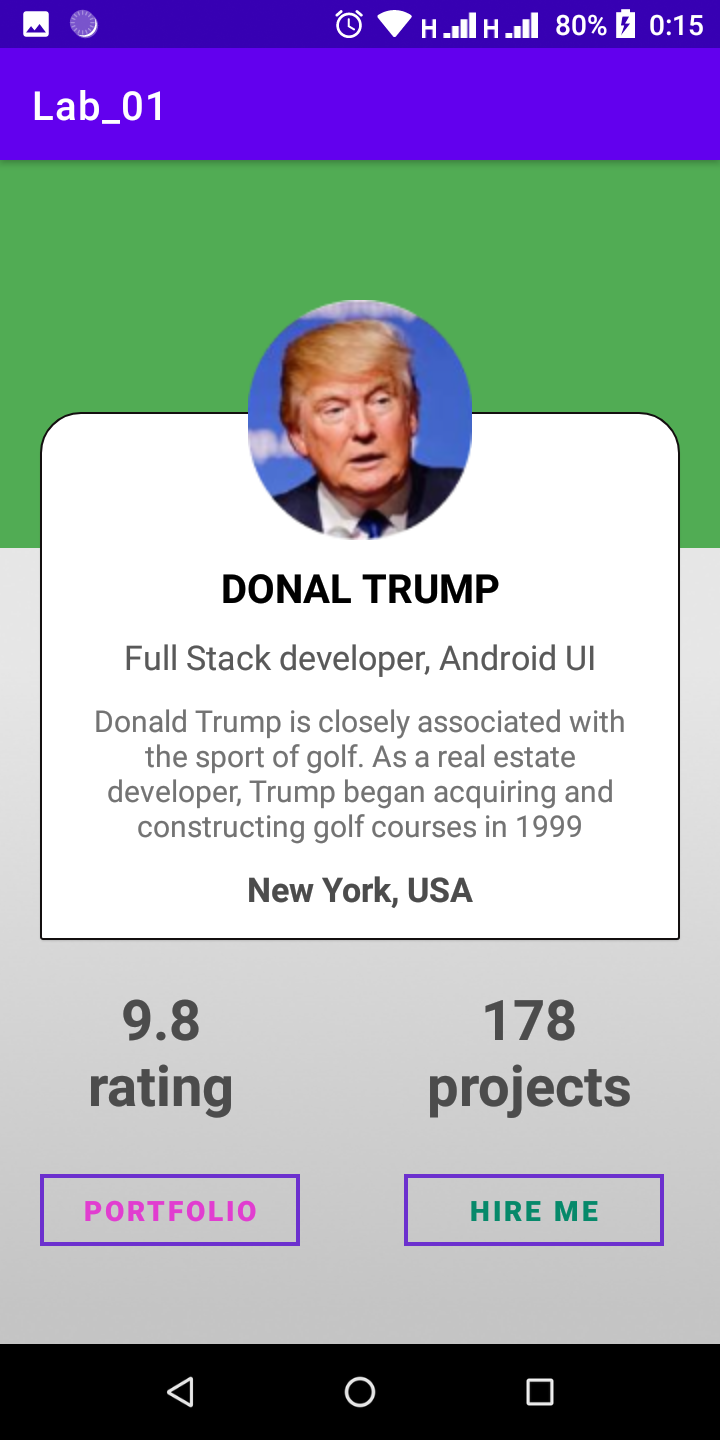 H H 80% 0:15
Lab_01
DONAL TRUMP
Full Stack developer, Android UI
Donald Trump is closely associated with
the sport of golf. As a real estate
developer, Trump began acquiring and
constructing golf courses in 1999
New York, USA
9.8 178
rating projects
PORTFOLIO HIRE ME